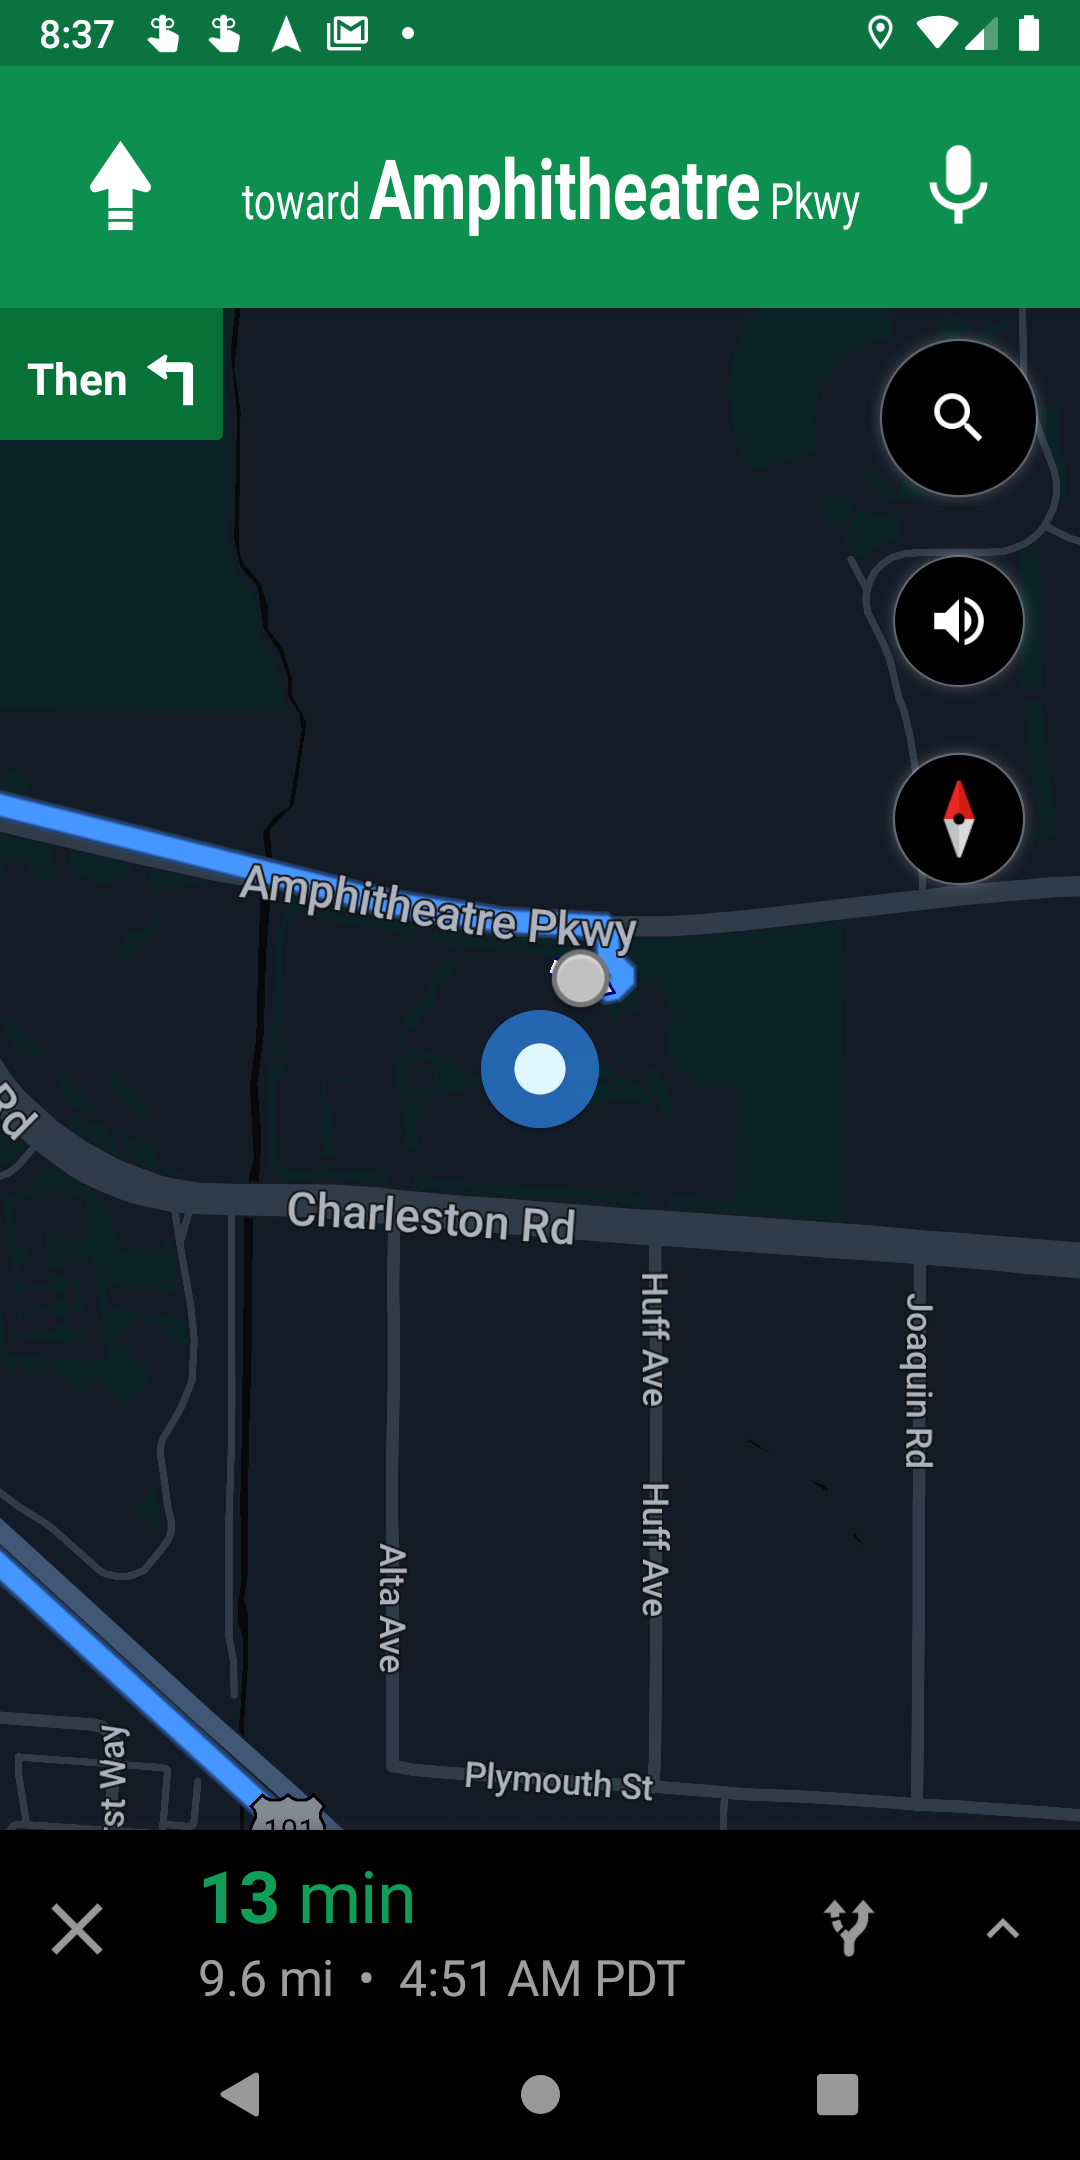 8:37
toward Amphitheatre Pkwy
Then
Amphitheatre Pkwy
Rd
Charleston Rd
Huff Ave
Joaquin Rd
Huff Ave
Alta Ave
st Way
Plymouth St
101
13 min
9.6 mi • 4:51 AM PDT